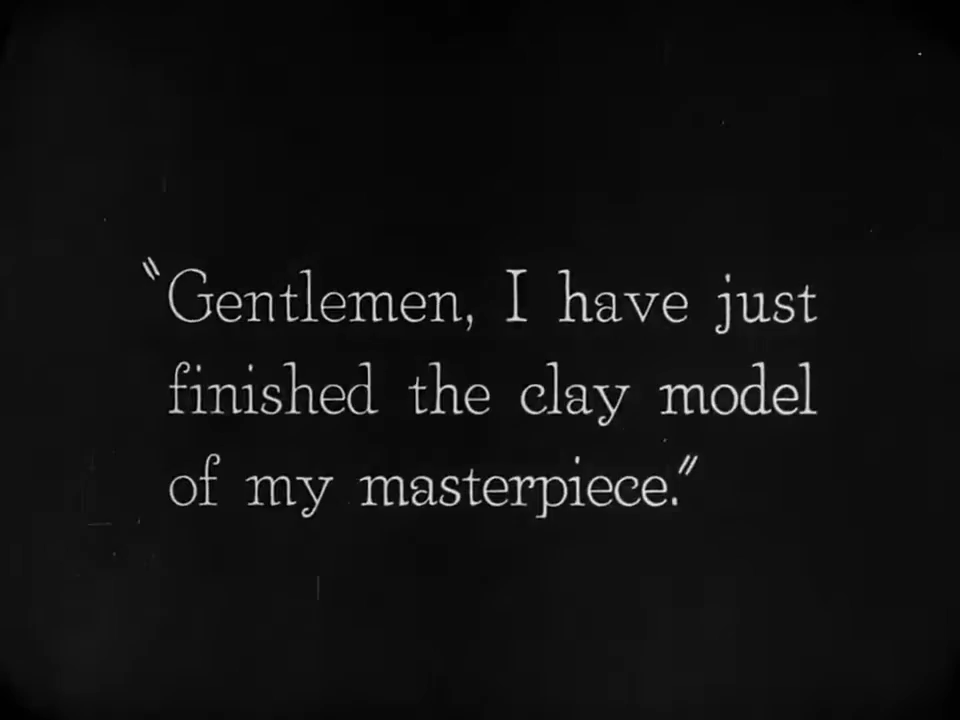 "Gentlemen, I have just
finished the clay model
of my masterpiece."